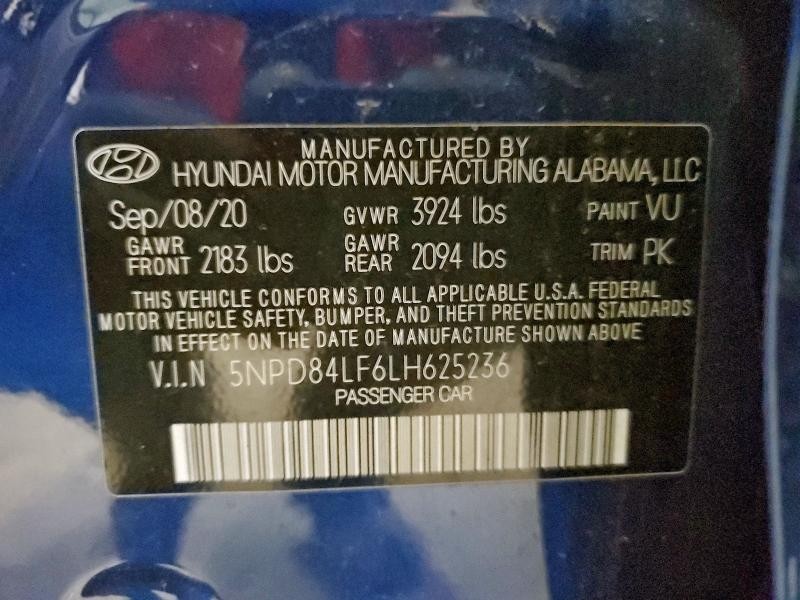 MANUFACTURED BY
HYUNDAI MOTOR MANUFACTURING ALABAMA, LLC
Sep/08/20 GVWR 3924 lbs PAINT VU
GAWR FRONT 2183 lbs GAWR REAR 2094 lbs TRIM PK
THIS VEHICLE CONFORMS TO ALL APPLICABLE U.S.A. FEDERAL
MOTOR VEHICLE SAFETY, BUMPER, AND THEFT PREVENTION STANDARDS
IN EFFECT ON THE DATE OF MANUFACTURE SHOWN ABOVE
V.I.N 5NPD84LF6LH625236
PASSENGER CAR